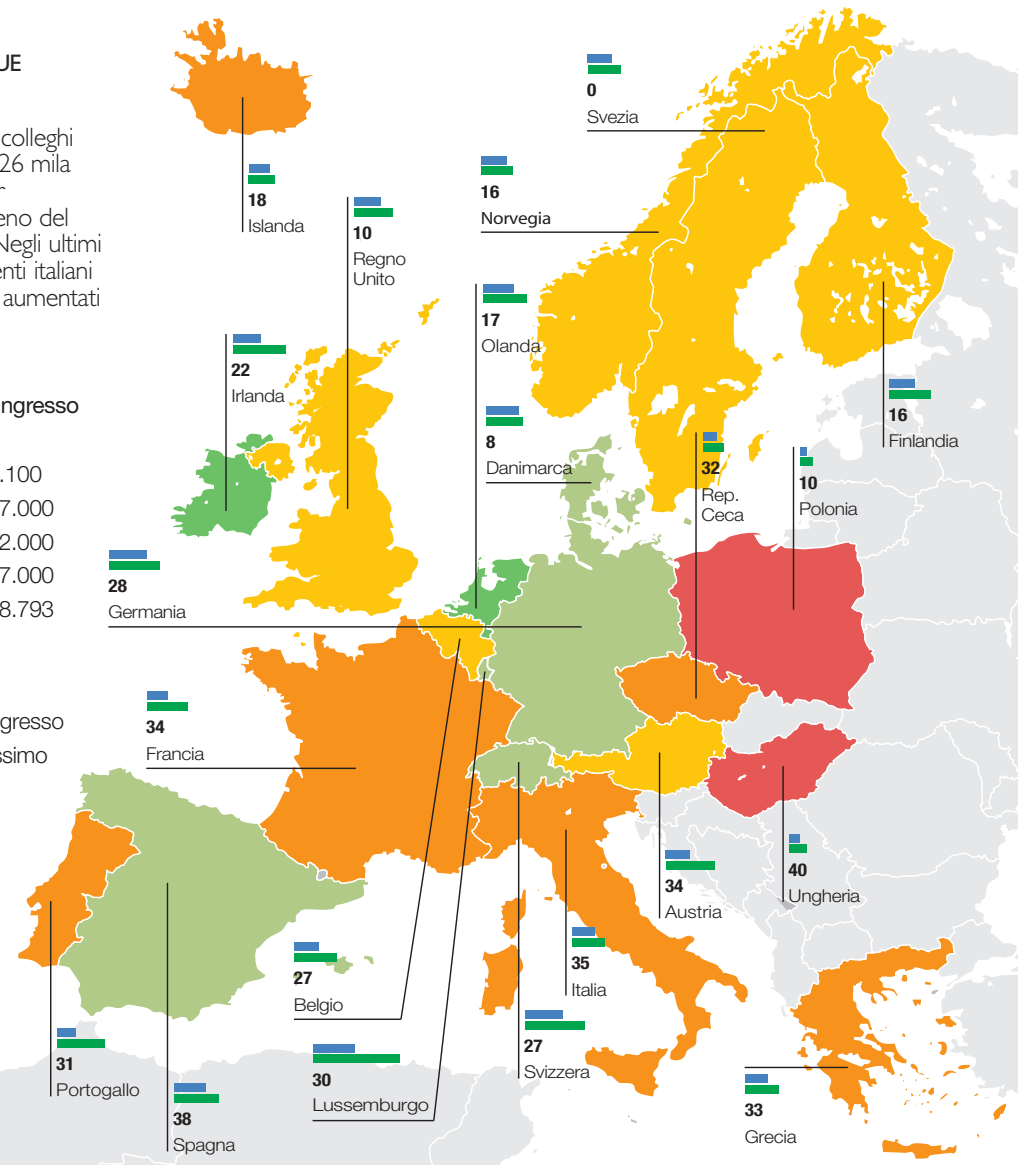 UE
colleghi
26 mila
eno del
Negli ultimi
enti italiani
aumentati
ngresso
.100
7.000
2.000
7.000
8.793
gresso
ssimo
0
Svezia
18
Islanda
16
Norvegia
10
Regno
Unito
17
Olanda
22
Irlanda
16
Finlandia
8
Danimarca
32
Rep.
Ceca
10
Polonia
28
Germania
34
Francia
34
Austria
40
Ungheria
35
Italia
27
Belgio
27
Svizzera
31
Portogallo
30
Lussemburgo
38
Spagna
33
Grecia